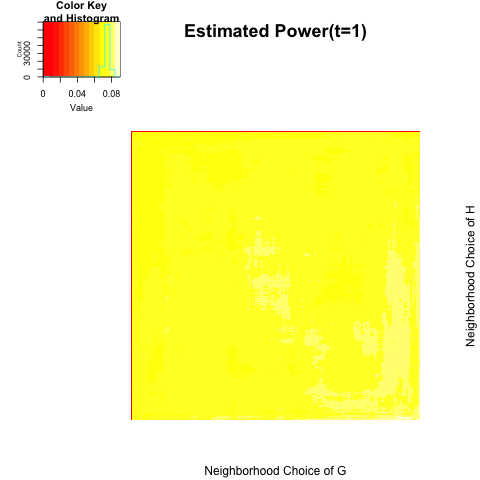 Color Key
and Histogram
Estimated Power(t=1)
Count
0 30000
0 0.04 0.08
Value
Neighborhood Choice of H
Neighborhood Choice of G